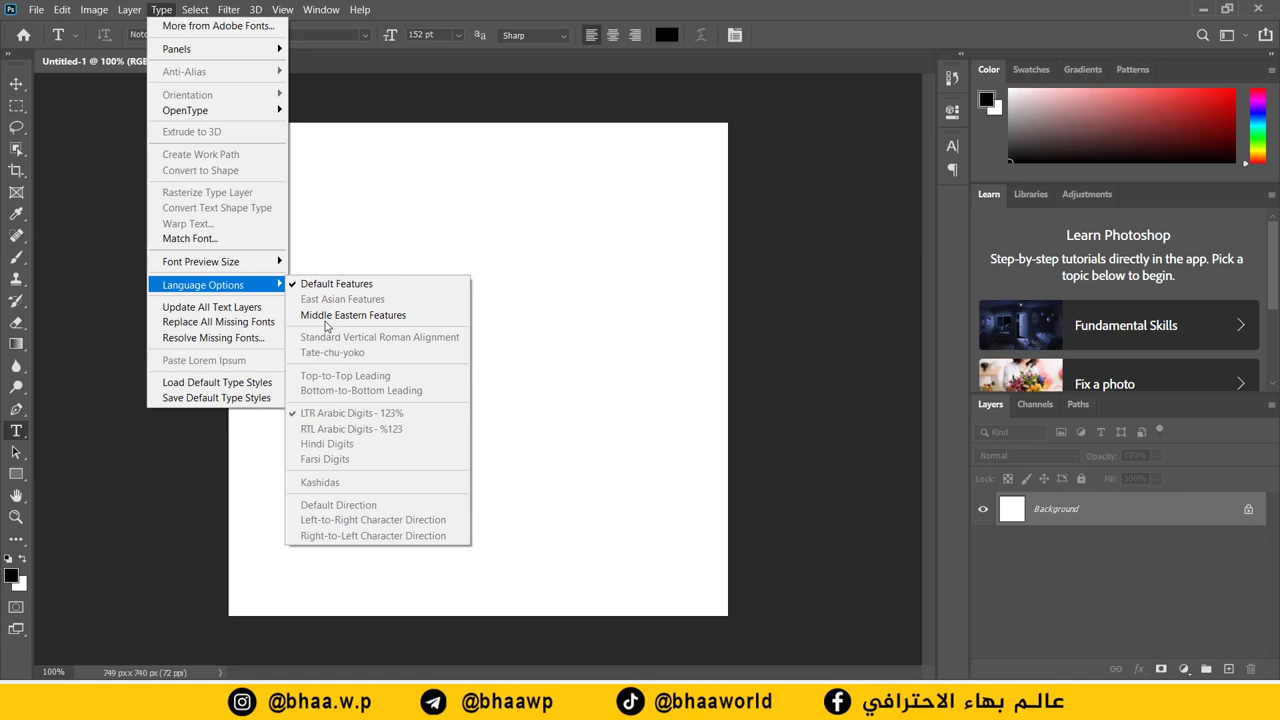 Ps File Edit Image Layer Type Select Filter 3D View Window Help
T Noto 152 pt Sharp
Untitled-1 @ 100% (RGB
More from Adobe Fonts...
Panels
Anti-Alias
Orientation
OpenType
Extrude to 3D
Create Work Path
Convert to Shape
Rasterize Type Layer
Convert Text Shape Type
Warp Text...
Match Font...
Font Preview Size
Language Options
Update All Text Layers
Replace All Missing Fonts
Resolve Missing Fonts...
Paste Lorem Ipsum
Load Default Type Styles
Save Default Type Styles
Default Features
East Asian Features
Middle Eastern Features
Standard Vertical Roman Alignment
Tate-chu-yoko
Top-to-Top Leading
Bottom-to-Bottom Leading
LTR Arabic Digits - 123%
RTL Arabic Digits - %123
Hindi Digits
Farsi Digits
Kashidas
Default Direction
Left-to-Right Character Direction
Right-to-Left Character Direction
Color Swatches Gradients Patterns
Learn Libraries Adjustments
Learn Photoshop
Step-by-step tutorials directly in the app. Pick a
topic below to begin.
Fundamental Skills
Fix a photo
Layers Channels Paths
Kind
Normal Opacity: 100%
Lock: Fill: 100%
Background
100% 749 px x 740 px (72 ppi)
@bhaa.w.p @bhaawp @bhaaworld عالم بهاء الاحترافي